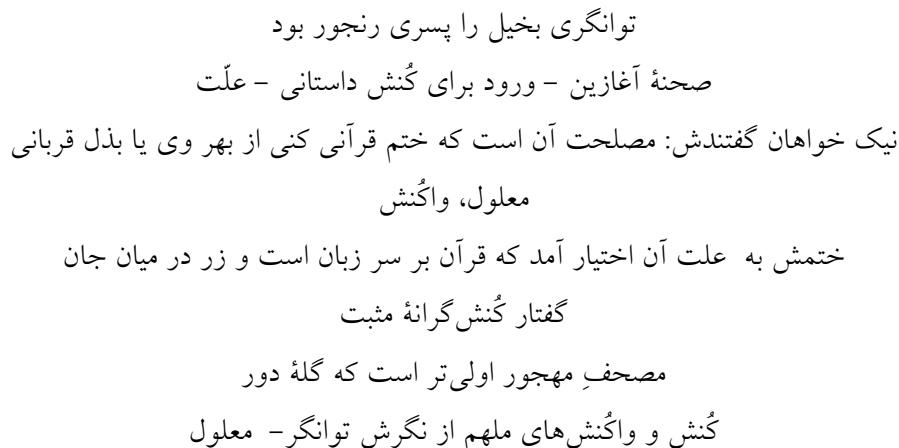 توانگری بخیل را پسری رنجور بود
صحنهٔ آغازین – ورود برای کُنش داستانی – علّت
نیک خواهان گفتندش: مصلحت آن است که ختم قرآنی کنی از بهر وی یا بذل قربانی
معلول، واکُنش
ختمش به علت آن اختیار آمد که قرآن بر سر زبان است و زر در میان جان
گفتار کُنش‌گرانهٔ مثبت
مصحفِ مهجور اولی‌تر است که گلهٔ دور
کُنش و واکُنش‌های ملهم از نگرش توانگر– معلول